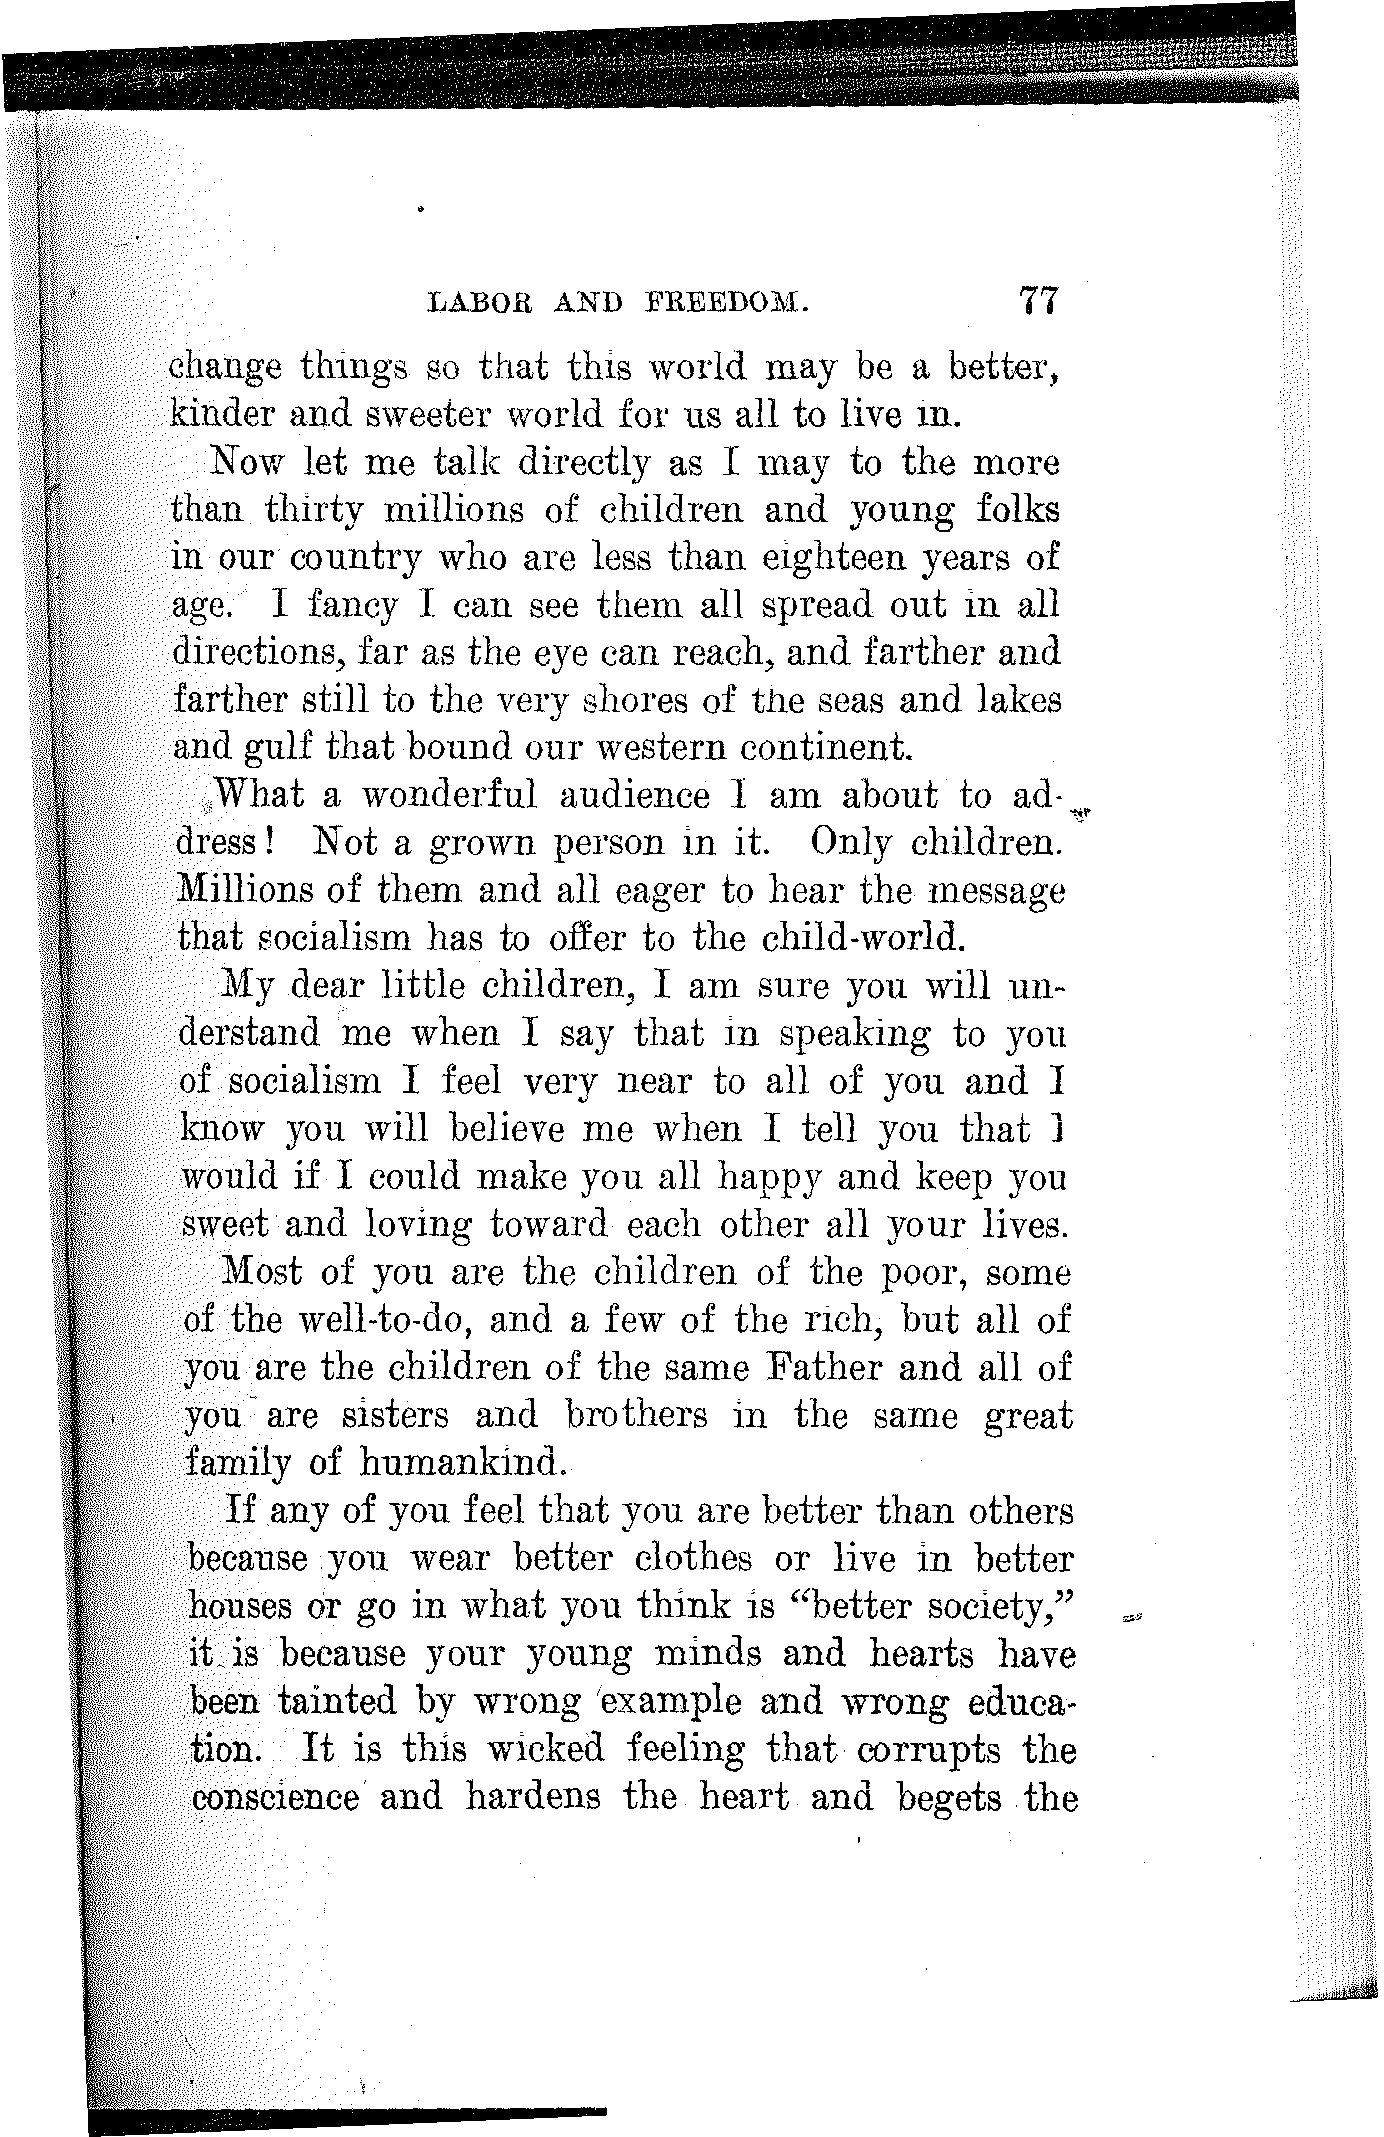 LABOR AND FREEDOM. 77
change things so that this world may be a better,
kinder and sweeter world for us all to live in.
Now let me talk directly as I may to the more
than thirty millions of children and young folks
in our country who are less than eighteen years of
age. I fancy I can see them all spread out in all
directions, far as the eye can reach, and farther and
farther still to the very shores of the seas and lakes
and gulf that bound our western continent.
What a wonderful audience I am about to ad-
dress! Not a grown person in it. Only children.
Millions of them and all eager to hear the message
that socialism has to offer to the child-world.
My dear little children, I am sure you will un-
derstand me when I say that in speaking to you
of socialism I feel very near to all of you and I
know you will believe me when I tell you that I
would if I could make you all happy and keep you
sweet and loving toward each other all your lives.
Most of you are the children of the poor, some
of the well-to-do, and a few of the rich, but all of
you are the children of the same Father and all of
you are sisters and brothers in the same great
family of humankind.
If any of you feel that you are better than others
because you wear better clothes or live in better
houses or go in what you think is “better society,”
it is because your young minds and hearts have
been tainted by wrong example and wrong educa-
tion. It is this wicked feeling that corrupts the
conscience and hardens the heart and begets the